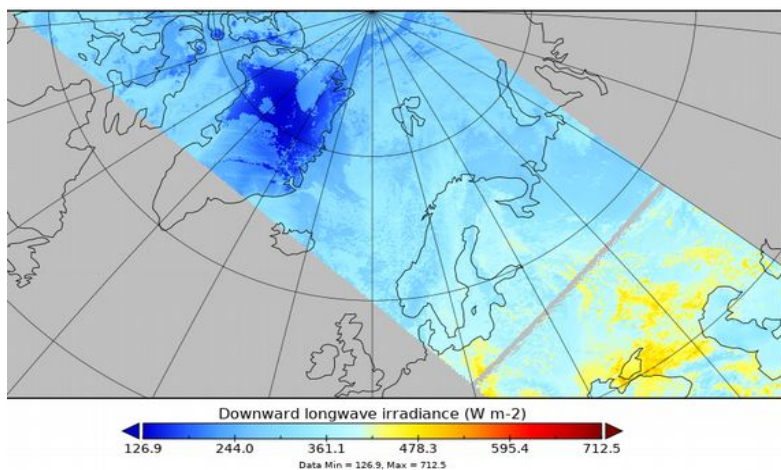 Downward longwave irradiance (W m-2)
126.9 244.0 361.1 478.3 595.4 712.5
Data Min = 126.9, Max = 712.5